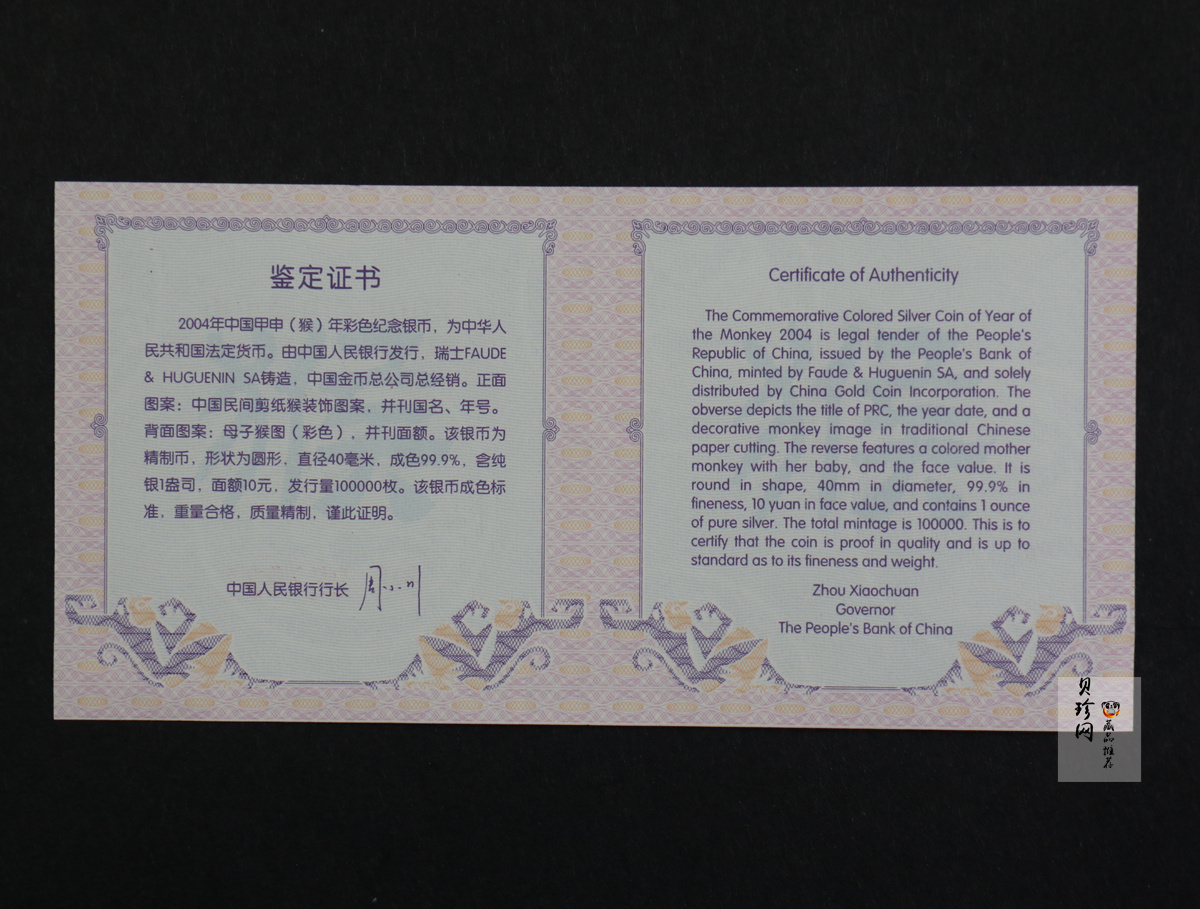 鉴定证书
2004年中国甲申（猴）年彩色纪念银币，为中华人
民共和国法定货币。由中国人民银行发行，瑞士FAUDE
& HUGUENIN SA铸造，中国金币总公司总经销。正面
图案：中国民间剪纸猴装饰图案，并刊国名、年号。
背面图案：母子猴图（彩色），并刊面额。该银币为
精制币，形状为圆形，直径40毫米，成色99.9%，含纯
银1盎司，面额10元，发行量100000枚。该银币成色标
准，重量合格，质量精制，谨此证明。
中国人民银行行长 周小川
Certificate of Authenticity
The Commemorative Colored Silver Coin of Year of
the Monkey 2004 is legal tender of the People's
Republic of China, issued by the People's Bank of
China, minted by Faude & Huguenin SA, and solely
distributed by China Gold Coin Incorporation. The
obverse depicts the title of PRC, the year date, and a
decorative monkey image in traditional Chinese
paper cutting. The reverse features a colored mother
monkey with her baby, and the face value. It is
round in shape, 40mm in diameter, 99.9% in
fineness, 10 yuan in face value, and contains 1 ounce
of pure silver. The total mintage is 100000. This is to
certify that the coin is proof in quality and is up to
standard as to its fineness and weight.
Zhou Xiaochuan
Governor
The People's Bank of China
贝珍网
藏品推荐